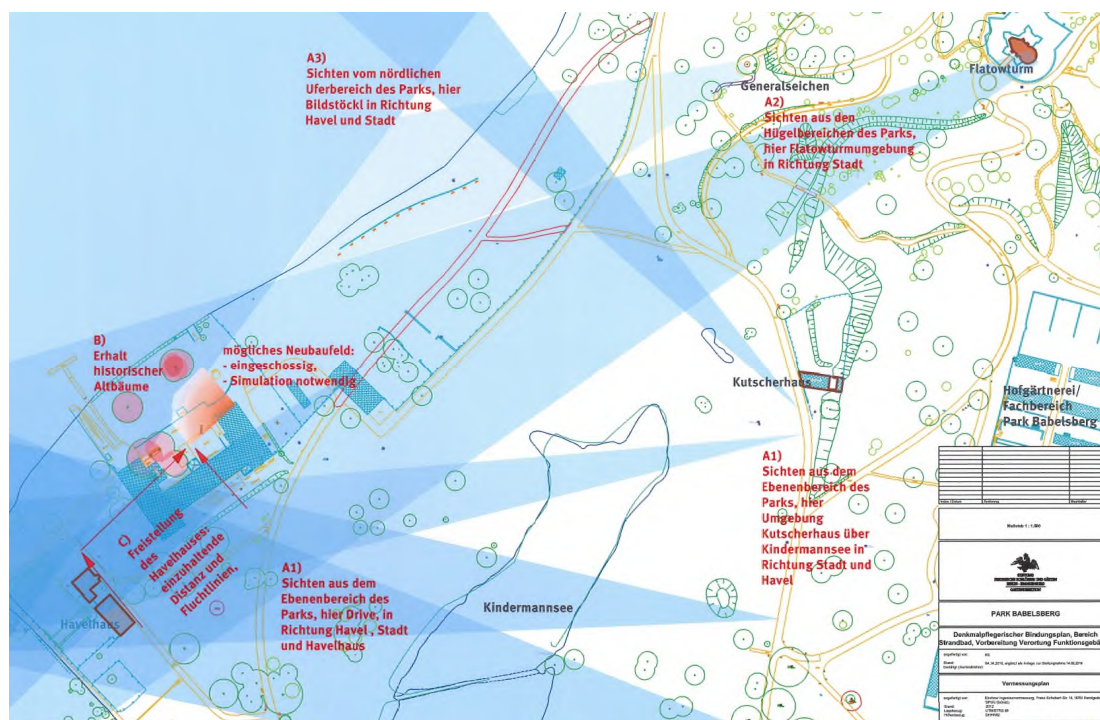 A3)
Sichten vom nördlichen
Uferbereich des Parks, hier
Bildstöckl in Richtung
Havel und Stadt
Generalseichen
Flatowturm
A2)
Sichten aus den
Hügelbereichen des Parks,
hier Flatowturmumgebung
in Richtung Stadt
B)
Erhalt
historischer
Altbäume
mögliches Neubaufeld:
- eingeschossig,
- Simulation notwendig
Kutscherhaus
Hofgärtnerei/
Fachbereich
Park Babelsberg
A1)
Sichten aus dem
Ebenenbereich des
Parks, hier
Umgebung
Kutscherhaus über
Kindermannsee in
Richtung Stadt und
Havel
C)
Freistellung
des
Havelhauses:
einzuhaltende
Distanz und
Fluchtlinien,
A1)
Sichten aus dem
Ebenenbereich des
Parks, hier Drive, in
Richtung Havel , Stadt
und Havelhaus
Kindermannsee
Havelhaus
PARK BABELSBERG
Denkmalpflegerischer Bindungsplan, Bereich
Strandbad, Vorbereitung Verortung Funktionsgebä
Vermessungsplan